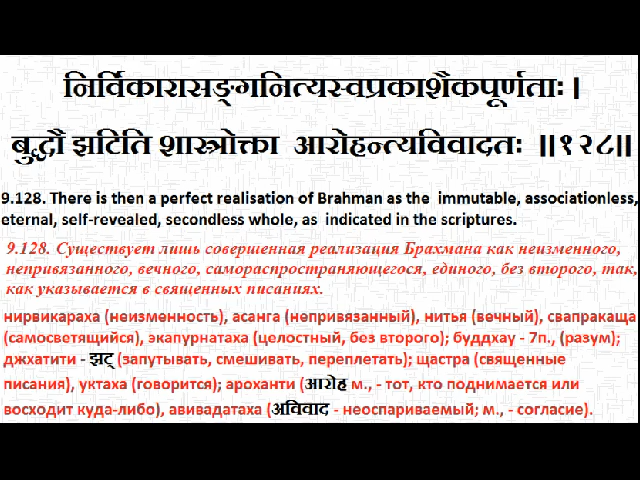 निर्विकारासङ्गनित्यस्वप्रकाशैकपूर्णताः ।
बुद्धौ झटिति शास्त्रोक्ता आरोहन्त्यविवादतः ॥१२८॥
9.128. There is then a perfect realisation of Brahman as the immutable, associationless,
eternal, self-revealed, secondless whole, as indicated in the scriptures.
9.128. Существует лишь совершенная реализация Брахмана как неизменного,
непривязанного, вечного, самораспространяющегося, единого, без второго, так,
как указывается в священных писаниях.
нирвикараха (неизменность), асанга (непривязанный), нитья (вечный), свапракаща
(самосветящийся), экапурнатаха (целостный, без второго); буддхау - 7п., (разум);
джхатити - झट् (запутывать, смешивать, переплетать); щастра (священные
писания), уктаха (говорится); ароханти (आरोह м., - тот, кто поднимается или
восходит куда-либо), авивадатаха (अविवाद - неоспариваемый; м., - согласие).